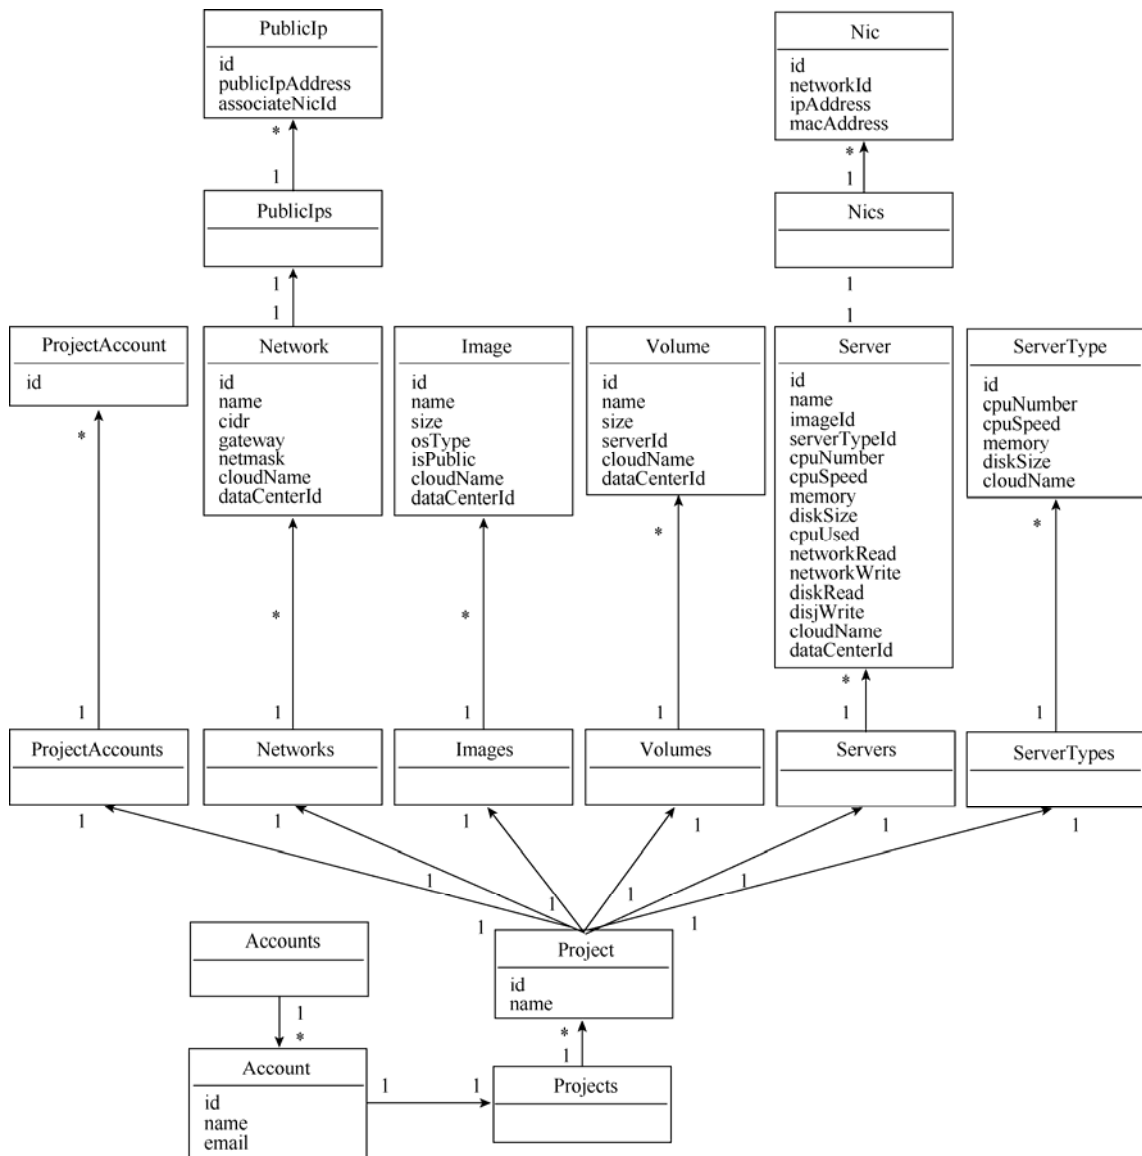 PublicIp
id
publicIpAddress
associateNicId
Nic
id
networkId
ipAddress
macAddress
*
1
*
1
PublicIps
Nics
1
1
1
1
ProjectAccount
id
Network
id
name
cidr
gateway
netmask
cloudName
dataCenterId
Image
id
name
size
osType
isPublic
cloudName
dataCenterId
Volume
id
name
size
serverId
cloudName
dataCenterId
Server
id
name
imageId
serverTypeId
cpuNumber
cpuSpeed
memory
diskSize
cpuUsed
networkRead
networkWrite
diskRead
disjWrite
cloudName
dataCenterId
ServerType
id
cpuNumber
cpuSpeed
memory
diskSize
cloudName
*
*
*
*
*
*
1
1
1
1
1
1
ProjectAccounts
Networks
Images
Volumes
Servers
ServerTypes
1
1
1
1
1
1
1
1
1
1
1
1
Accounts
1
*
Account
id
name
email
Project
id
name
*
1
1
1
Projects